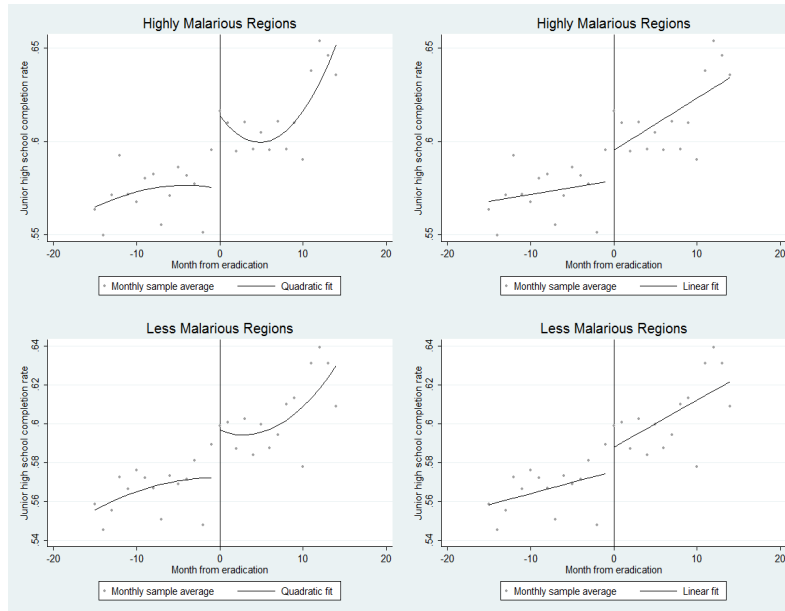 Highly Malarious Regions
Junior high school completion rate
.65
.6
.55
-20 -10 0 10 20
Month from eradication
Monthly sample average Quadratic fit
Highly Malarious Regions
Junior high school completion rate
.65
.6
.55
-20 -10 0 10 20
Month from eradication
Monthly sample average Linear fit
Less Malarious Regions
Junior high school completion rate
.64
.62
.6
.58
.56
.54
-20 -10 0 10 20
Month from eradication
Monthly sample average Quadratic fit
Less Malarious Regions
Junior high school completion rate
.64
.62
.6
.58
.56
.54
-20 -10 0 10 20
Month from eradication
Monthly sample average Linear fit